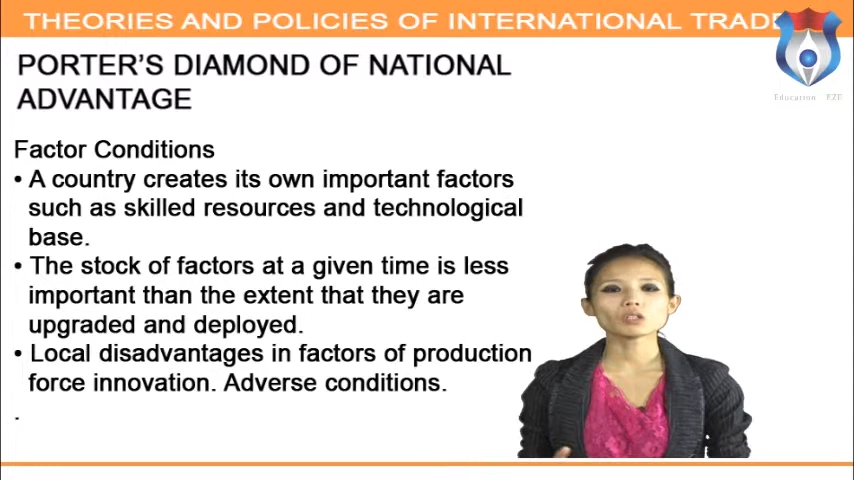 THEORIES AND POLICIES OF INTERNATIONAL TRADE
PORTER'S DIAMOND OF NATIONAL
ADVANTAGE
Factor Conditions
• A country creates its own important factors
such as skilled resources and technological
base.
• The stock of factors at a given time is less
important than the extent that they are
upgraded and deployed.
• Local disadvantages in factors of production
force innovation. Adverse conditions.
.